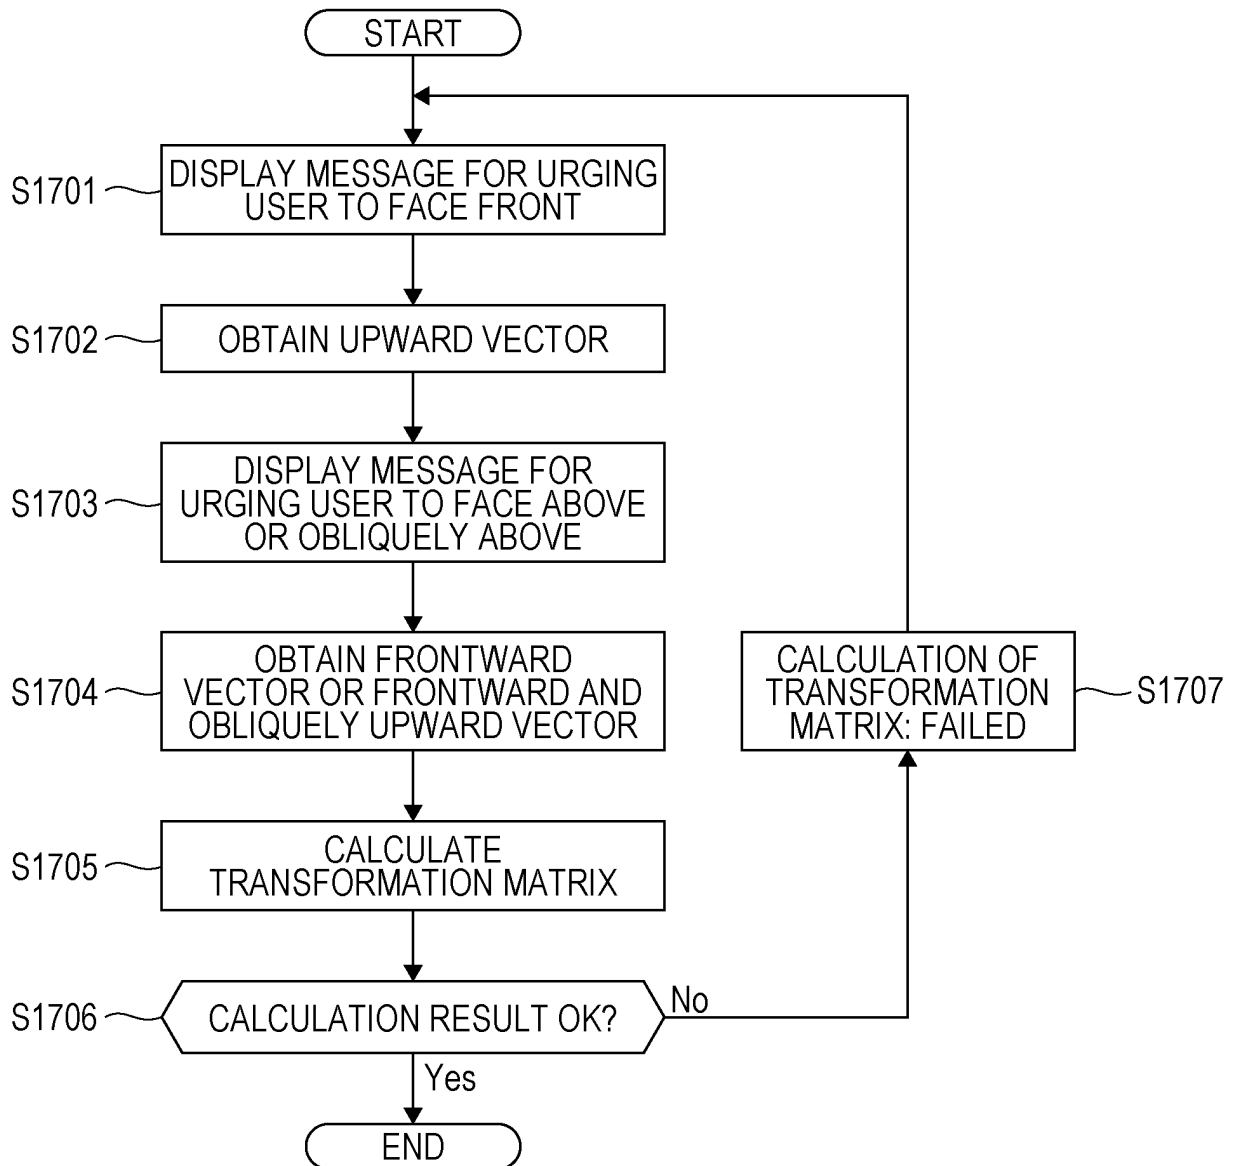 START
S1701
DISPLAY MESSAGE FOR URGING
USER TO FACE FRONT
S1702
OBTAIN UPWARD VECTOR
S1703
DISPLAY MESSAGE FOR
URGING USER TO FACE ABOVE
OR OBLIQUELY ABOVE
S1704
OBTAIN FRONTWARD
VECTOR OR FRONTWARD AND
OBLIQUELY UPWARD VECTOR
CALCULATION OF
TRANSFORMATION
MATRIX: FAILED
S1707
S1705
CALCULATE
TRANSFORMATION MATRIX
S1706
CALCULATION RESULT OK?
No
Yes
END